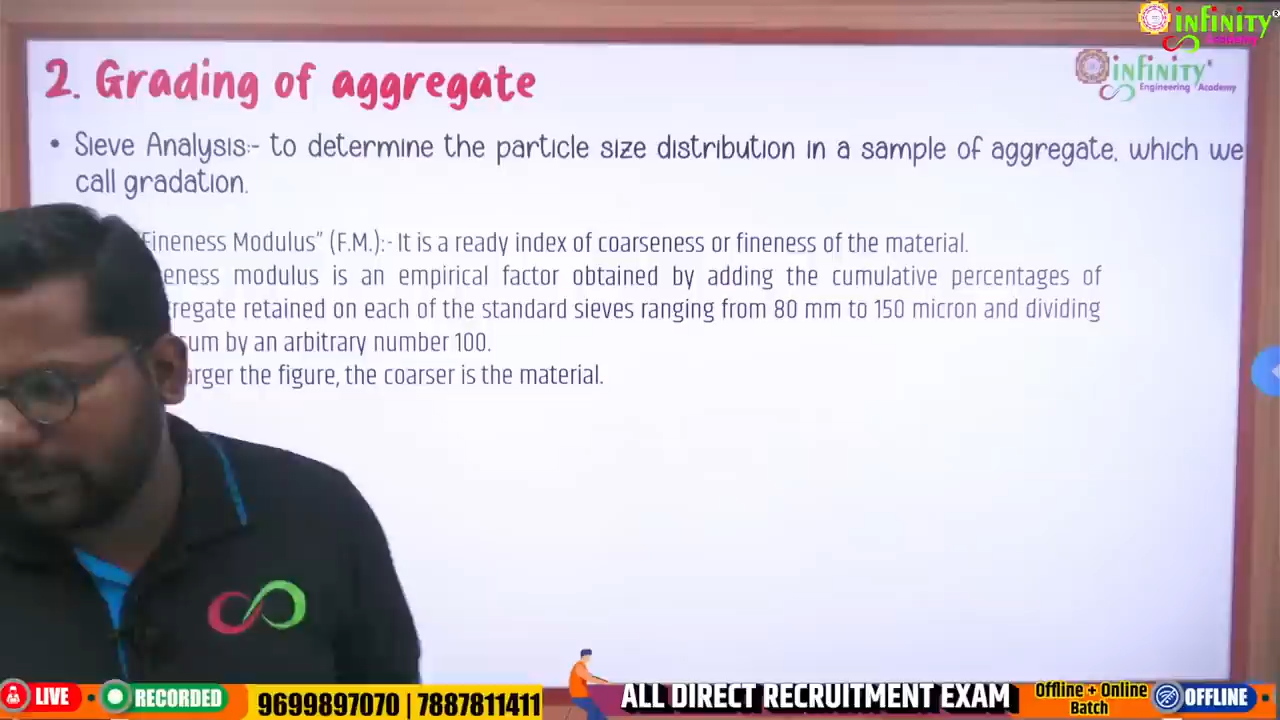 infinity
Academy
2. Grading of aggregate
infinity
Engineering Academy
• Sieve Analysis:- to determine the particle size distribution in a sample of aggregate, which we
call gradation.
"Fineness Modulus" (F.M.):- It is a ready index of coarseness or fineness of the material.
eness modulus is an empirical factor obtained by adding the cumulative percentages of
regate retained on each of the standard sieves ranging from 80 mm to 150 micron and dividing
sum by an arbitrary number 100.
arger the figure, the coarser is the material.
LIVE • RECORDED
9699897070 | 7887811411
ALL DIRECT RECRUITMENT EXAM
Offline + Online
Batch
OFFLINE